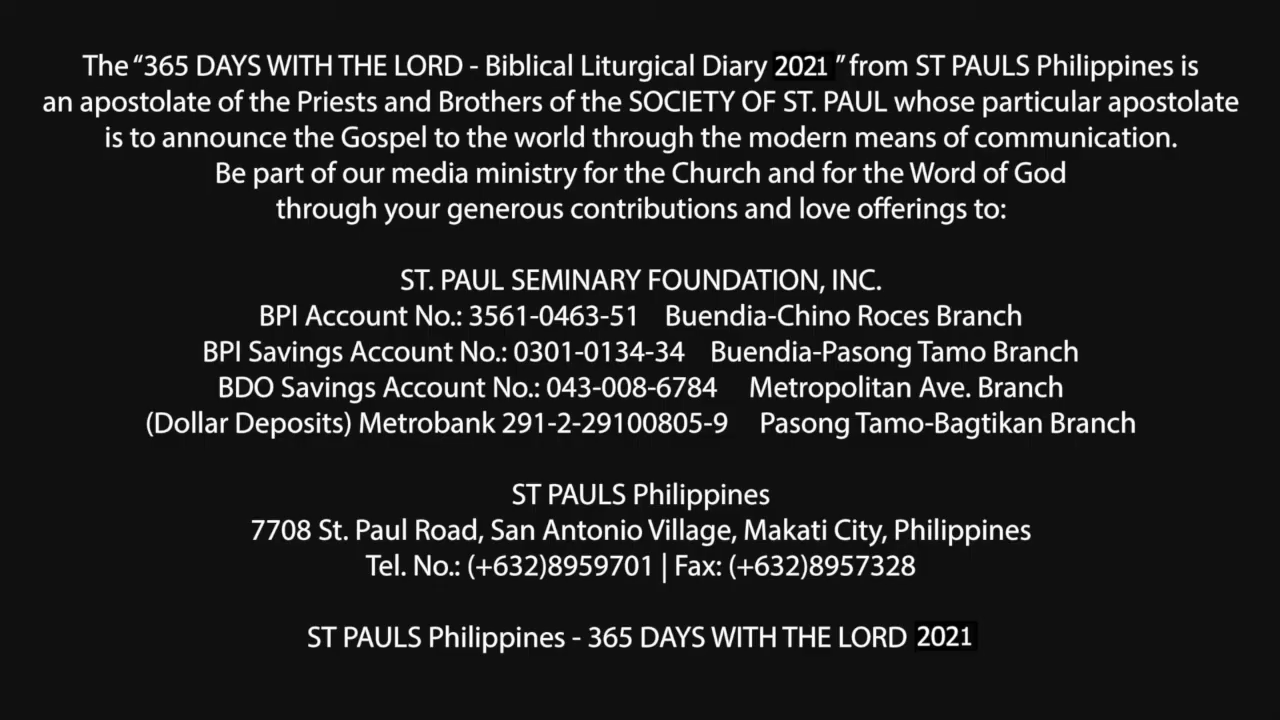 The “365 DAYS WITH THE LORD - Biblical Liturgical Diary 2021 ” from ST PAULS Philippines is
an apostolate of the Priests and Brothers of the SOCIETY OF ST. PAUL whose particular apostolate
is to announce the Gospel to the world through the modern means of communication.
Be part of our media ministry for the Church and for the Word of God
through your generous contributions and love offerings to:
ST. PAUL SEMINARY FOUNDATION, INC.
BPI Account No.: 3561-0463-51 Buendia-Chino Roces Branch
BPI Savings Account No.: 0301-0134-34 Buendia-Pasong Tamo Branch
BDO Savings Account No.: 043-008-6784 Metropolitan Ave. Branch
(Dollar Deposits) Metrobank 291-2-29100805-9 Pasong Tamo-Bagtikan Branch
ST PAULS Philippines
7708 St. Paul Road, San Antonio Village, Makati City, Philippines
Tel. No.: (+632)8959701 | Fax: (+632)8957328
ST PAULS Philippines - 365 DAYS WITH THE LORD 2021